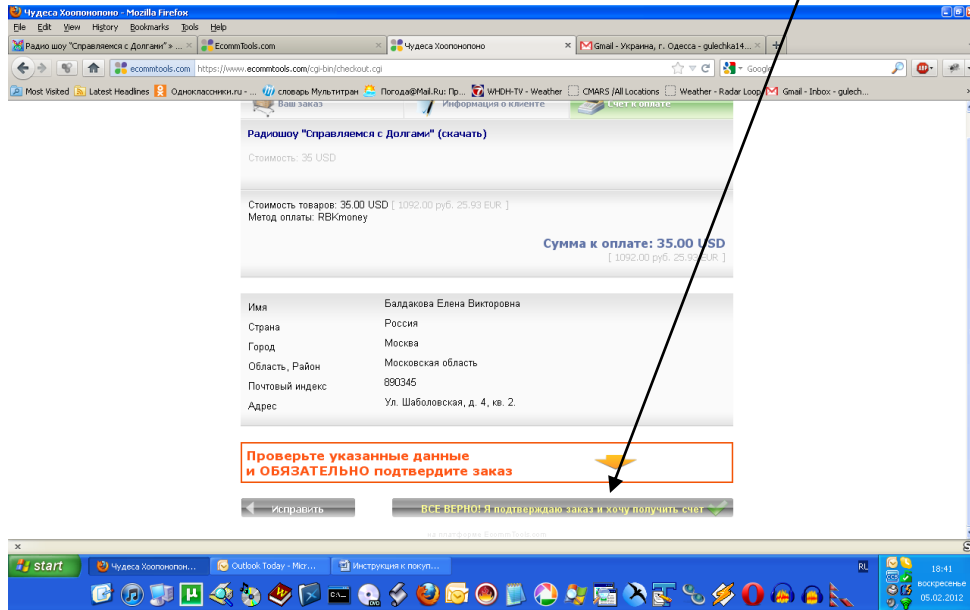 Чудеса Хоопонопоно - Mozilla Firefox
File Edit View History Bookmarks Tools Help
Радио шоу "Справляемся с Долгами" » ... × EcommTools.com × Чудеса Хоопонопоно × Gmail - Украина, г. Одесса - gulechka14... × +
ecommtools.com https://www.ecommtools.com/cgi-bin/checkout.cgi Google
Most Visited Latest Headlines Одноклассники.ru - ... словарь Мультитран Погода@Mail.Ru: Пр... WHDH-TV - Weather CMARS /All Locations Weather - Radar Loop Gmail - Inbox - gulech...
Ваш заказ Информация о клиенте Счет к оплате
Радиошоу "Справляемся с Долгами" (скачать)
Стоимость: 35 USD
Стоимость товаров: 35.00 USD [ 1092.00 руб. 25.93 EUR ]
Метод оплаты: RBKmoney
Сумма к оплате: 35.00 USD
[ 1092.00 руб. 25.93 EUR ]
Имя Балдакова Елена Викторовна
Страна Россия
Город Москва
Область, Район Московская область
Почтовый индекс 890345
Адрес Ул. Шаболовская, д. 4, кв. 2.
Проверьте указанные данные
и ОБЯЗАТЕЛЬНО подтвердите заказ
Исправить ВСЕ ВЕРНО! Я подтверждаю заказ и хочу получить счет
на платформе EcommTools.com
×
start Чудеса Хоопонопон... Outlook Today - Micr... Инструкция к покуп... RL 18:41
воскресенье
05.02.2012